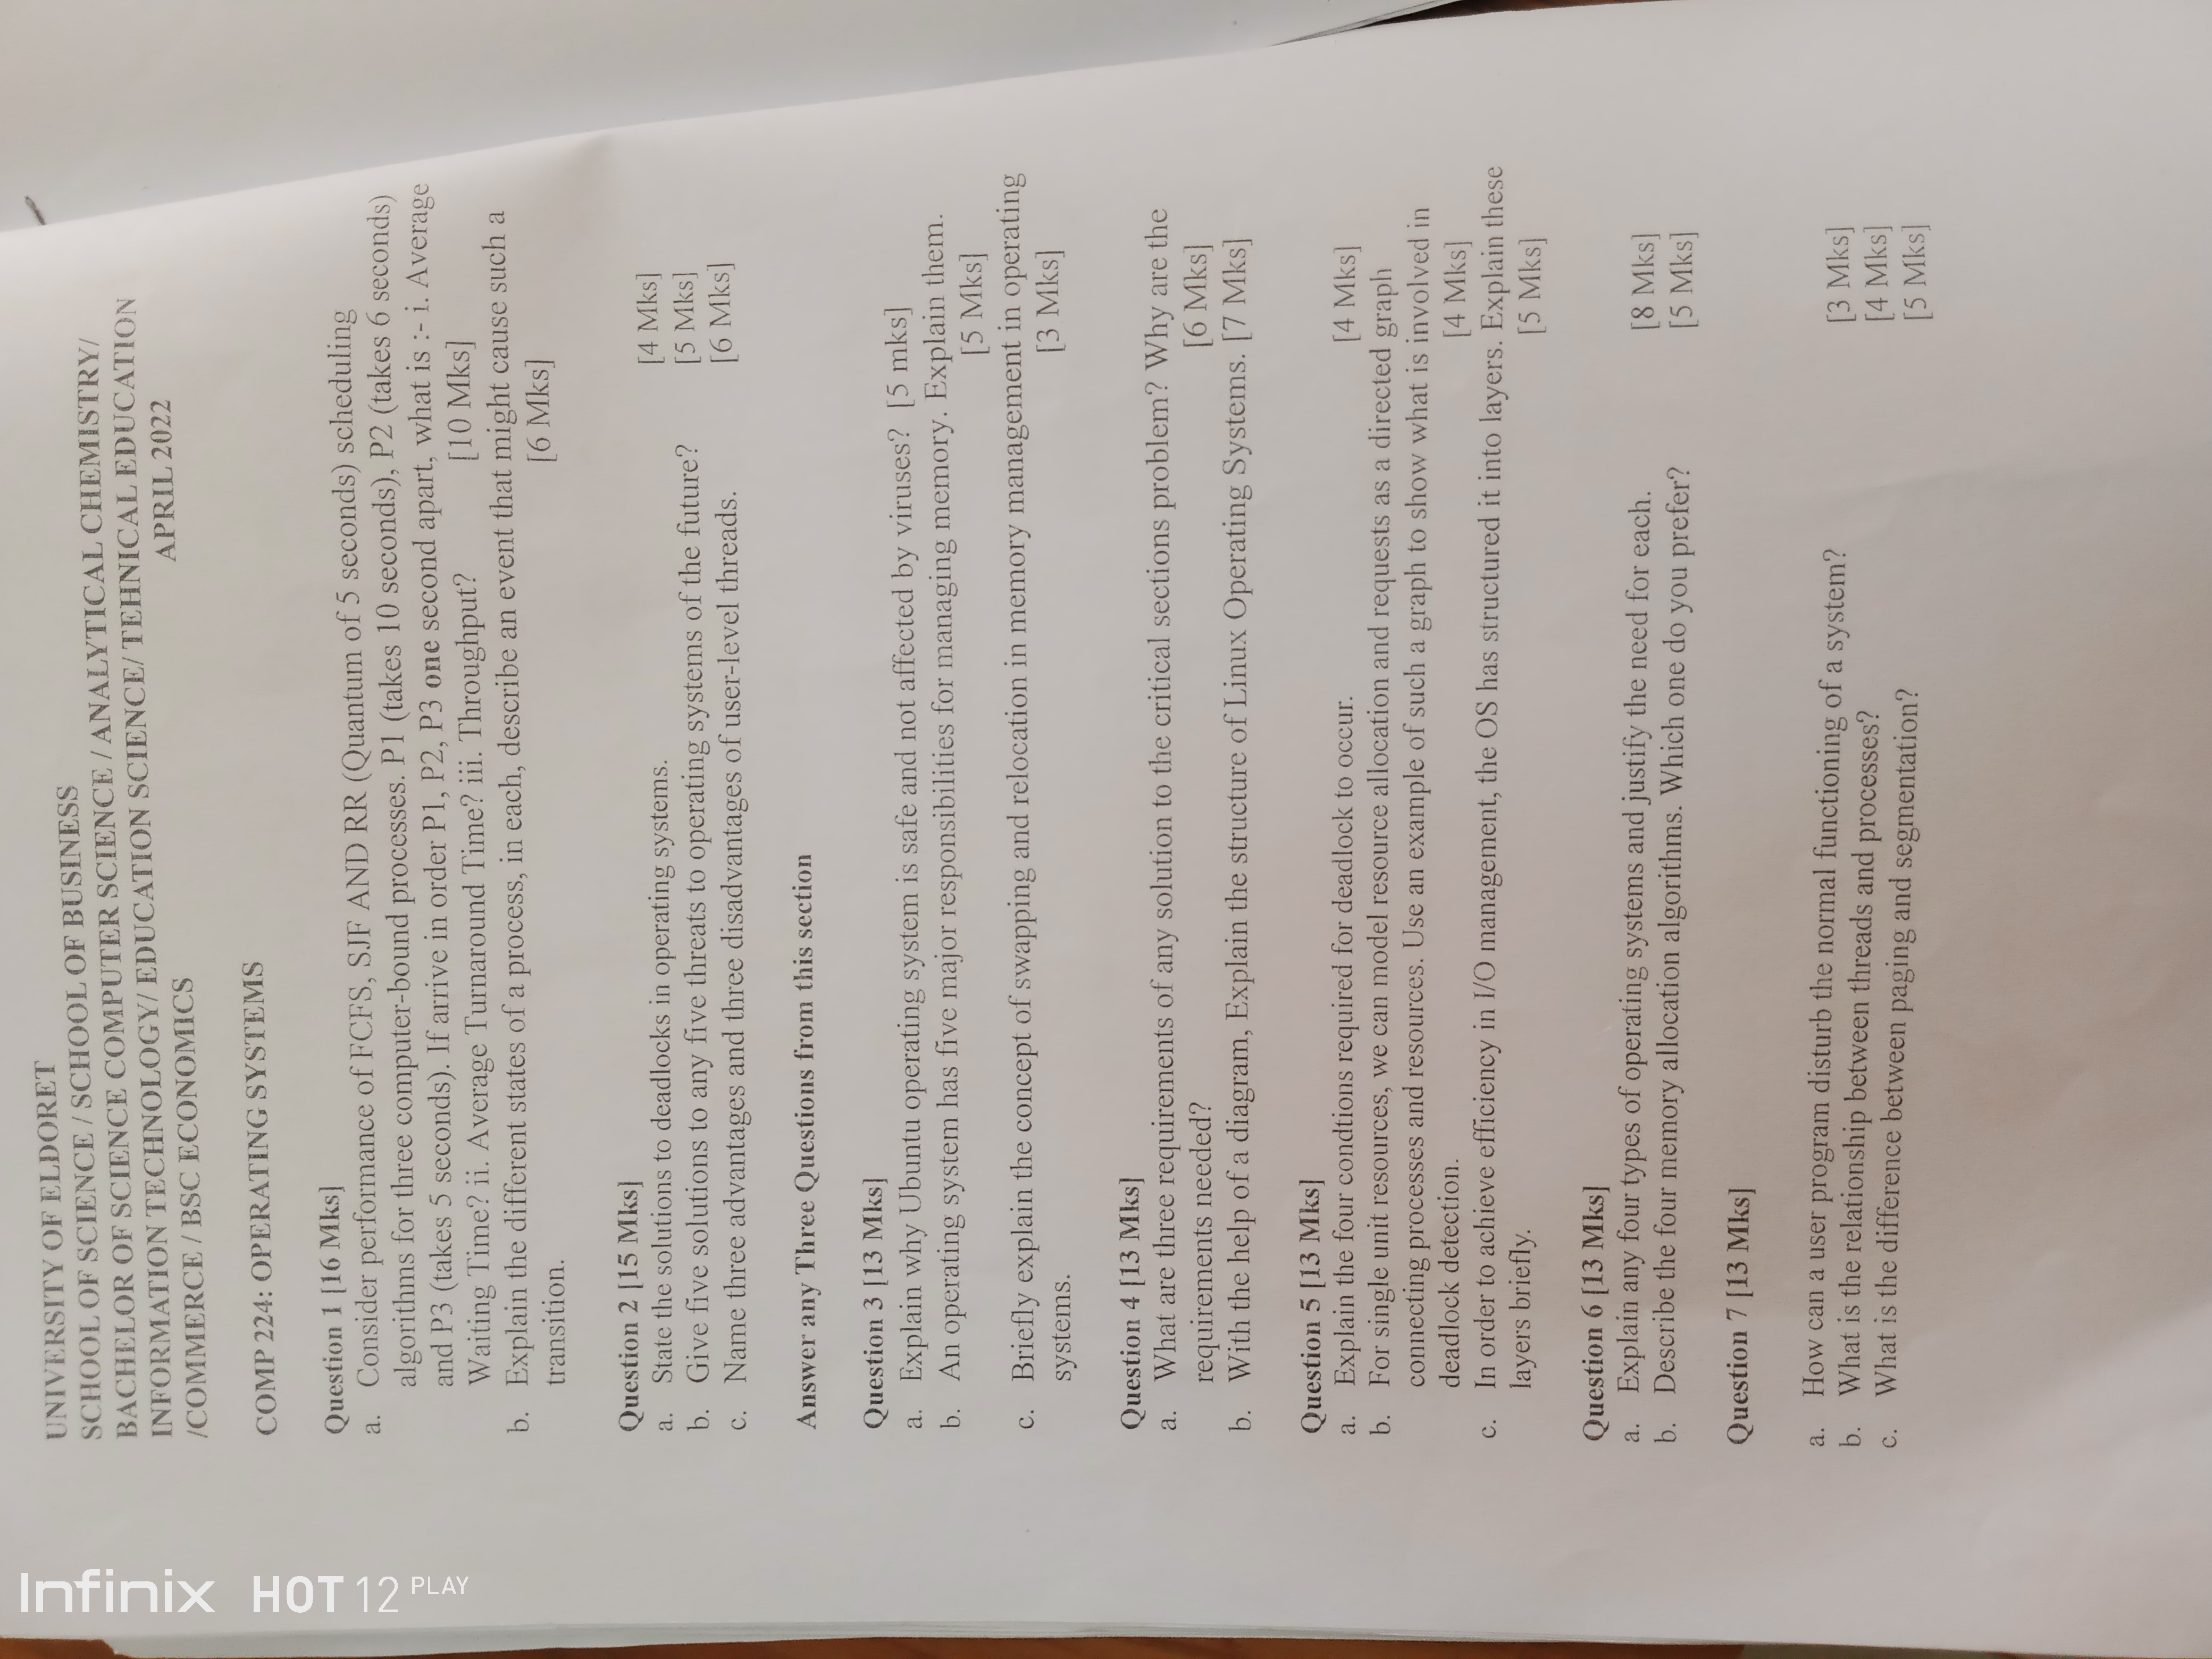 Infinix HOT 12 PLAY
UNIVERSITY OF ELDORET
SCHOOL OF SCIENCE / SCHOOL OF BUSINESS
BACHELOR OF SCIENCE COMPUTER SCIENCE / ANALYTICAL CHEMISTRY/
INFORMATION TECHNOLOGY/ EDUCATION SCIENCE/ TEHNICAL EDUCATION
/COMMERCE / BSC ECONOMICS APRIL 2022
COMP 224: OPERATING SYSTEMS
Question 1 [16 Mks]
a. Consider performance of FCFS, SJF AND RR (Quantum of 5 seconds) scheduling
algorithms for three computer-bound processes. P1 (takes 10 seconds), P2 (takes 6 seconds)
and P3 (takes 5 seconds). If arrive in order P1, P2, P3 one second apart, what is :- i. Average
Waiting Time? ii. Average Turnaround Time? iii. Throughput? [10 Mks]
b. Explain the different states of a process, in each, describe an event that might cause such a
transition. [6 Mks]
Question 2 [15 Mks]
a. State the solutions to deadlocks in operating systems. [4 Mks]
b. Give five solutions to any five threats to operating systems of the future? [5 Mks]
c. Name three advantages and three disadvantages of user-level threads. [6 Mks]
Answer any Three Questions from this section
Question 3 [13 Mks]
a. Explain why Ubuntu operating system is safe and not affected by viruses? [5 mks]
b. An operating system has five major responsibilities for managing memory. Explain them.
[5 Mks]
c. Briefly explain the concept of swapping and relocation in memory management in operating
systems. [3 Mks]
Question 4 [13 Mks]
a. What are three requirements of any solution to the critical sections problem? Why are the
requirements needed? [6 Mks]
b. With the help of a diagram, Explain the structure of Linux Operating Systems. [7 Mks]
Question 5 [13 Mks]
a. Explain the four condtions required for deadlock to occur. [4 Mks]
b. For single unit resources, we can model resource allocation and requests as a directed graph
connecting processes and resources. Use an example of such a graph to show what is involved in
deadlock detection. [4 Mks]
c. In order to achieve efficiency in I/O management, the OS has structured it into layers. Explain these
layers briefly. [5 Mks]
Question 6 [13 Mks]
a. Explain any four types of operating systems and justify the need for each. [8 Mks]
b. Describe the four memory allocation algorithms. Which one do you prefer? [5 Mks]
Question 7 [13 Mks]
a. How can a user program disturb the normal functioning of a system? [3 Mks]
b. What is the relationship between threads and processes? [4 Mks]
c. What is the difference between paging and segmentation? [5 Mks]